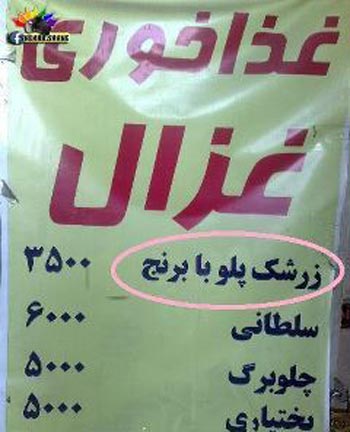 غذاخوری
غزال
زرشک پلو با برنج ۳۵۰۰
سلطانی ۶۰۰۰
چلوبرگ ۵۰۰۰
بختیاری ۵۰۰۰